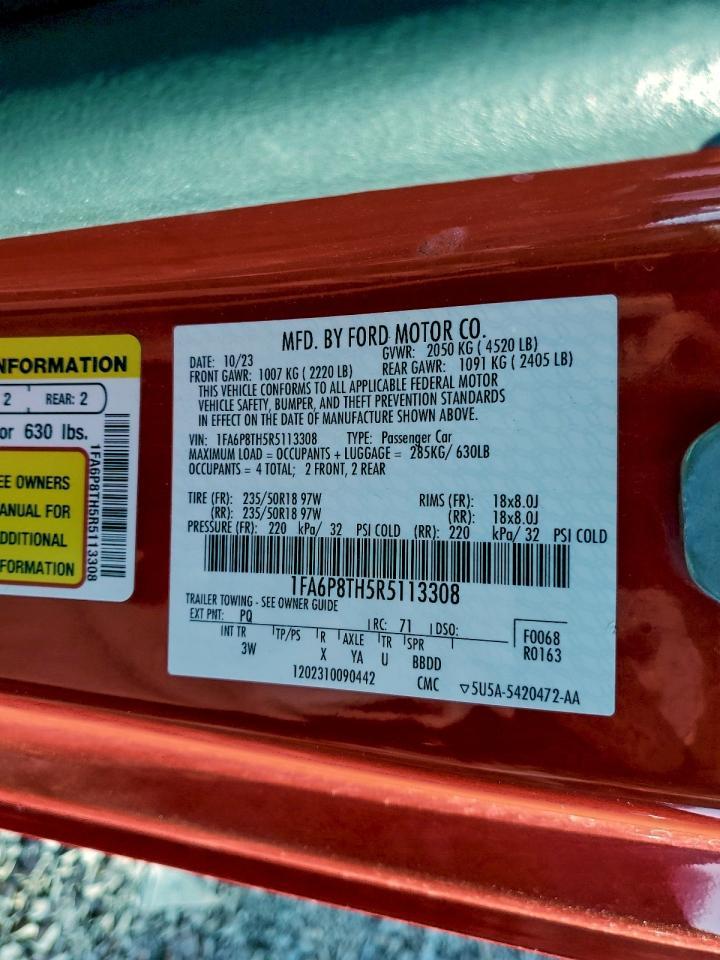 NFORMATION
2 REAR: 2
or 630 lbs.
EE OWNERS
ANUAL FOR
DDITIONAL
FORMATION
1FA6P8TH5R5113308
MFD. BY FORD MOTOR CO.
DATE: 10/23 GVWR: 2050 KG ( 4520 LB)
FRONT GAWR: 1007 KG ( 2220 LB) REAR GAWR: 1091 KG ( 2405 LB)
THIS VEHICLE CONFORMS TO ALL APPLICABLE FEDERAL MOTOR
VEHICLE SAFETY, BUMPER, AND THEFT PREVENTION STANDARDS
IN EFFECT ON THE DATE OF MANUFACTURE SHOWN ABOVE.
VIN: 1FA6P8TH5R5113308 TYPE: Passenger Car
MAXIMUM LOAD = OCCUPANTS + LUGGAGE = 285KG/ 630LB
OCCUPANTS = 4 TOTAL; 2 FRONT, 2 REAR
TIRE (FR): 235/50R18 97W RIMS (FR): 18x8.0J
(RR): 235/50R18 97W (RR): 18x8.0J
PRESSURE (FR): 220 kPa/ 32 PSI COLD (RR): 220 kPa/ 32 PSI COLD
1FA6P8TH5R5113308
TRAILER TOWING - SEE OWNER GUIDE
EXT PNT: PQ RC: 71 DSO: F0068
INT TR TP/PS R AXLE TR SPR R0163
3W X YA U BBDD
1202310090442 CMC ▽5U5A-5420472-AA